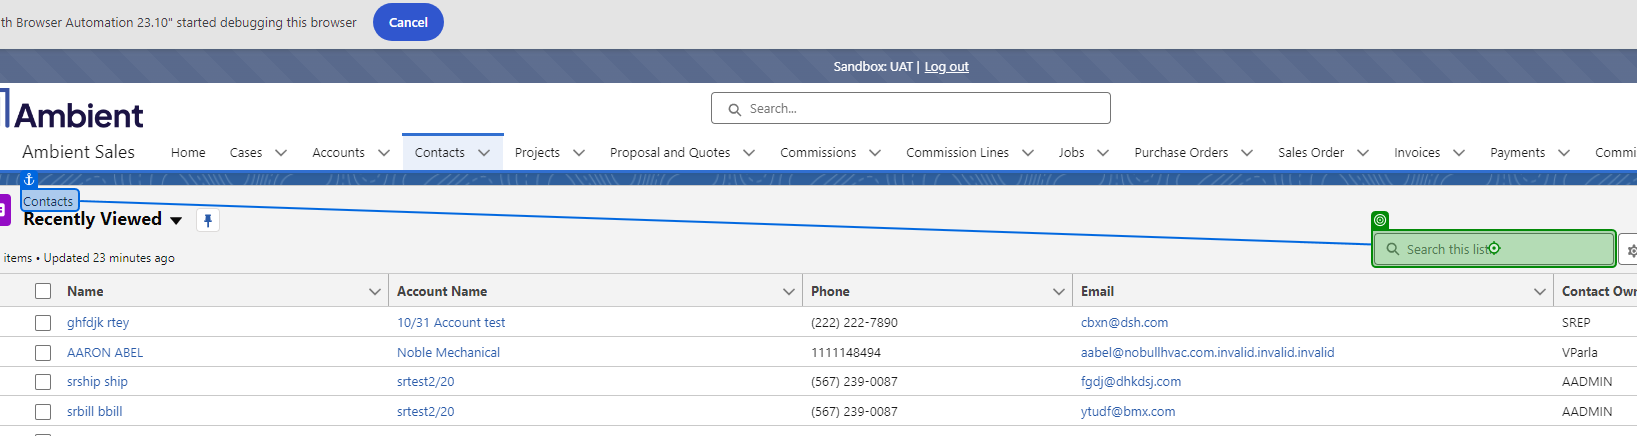 th Browser Automation 23.10" started debugging this browser
Cancel
Sandbox: UAT | Log out
Ambient
Search...
Ambient Sales
Home
Cases
Accounts
Contacts
Projects
Proposal and Quotes
Commissions
Commission Lines
Jobs
Purchase Orders
Sales Order
Invoices
Payments
Commi
Contacts
Recently Viewed
items • Updated 23 minutes ago
Search this list
Name
Account Name
Phone
Email
Contact Own
ghfdjk rtey
10/31 Account test
(222) 222-7890
cbxn@dsh.com
SREP
AARON ABEL
Noble Mechanical
1111148494
aabel@nobullhvac.com.invalid.invalid.invalid
VParla
srship ship
srtest2/20
(567) 239-0087
fgdj@dhkdsj.com
AADMIN
srbill bbill
srtest2/20
(567) 239-0087
ytudf@bmx.com
AADMIN